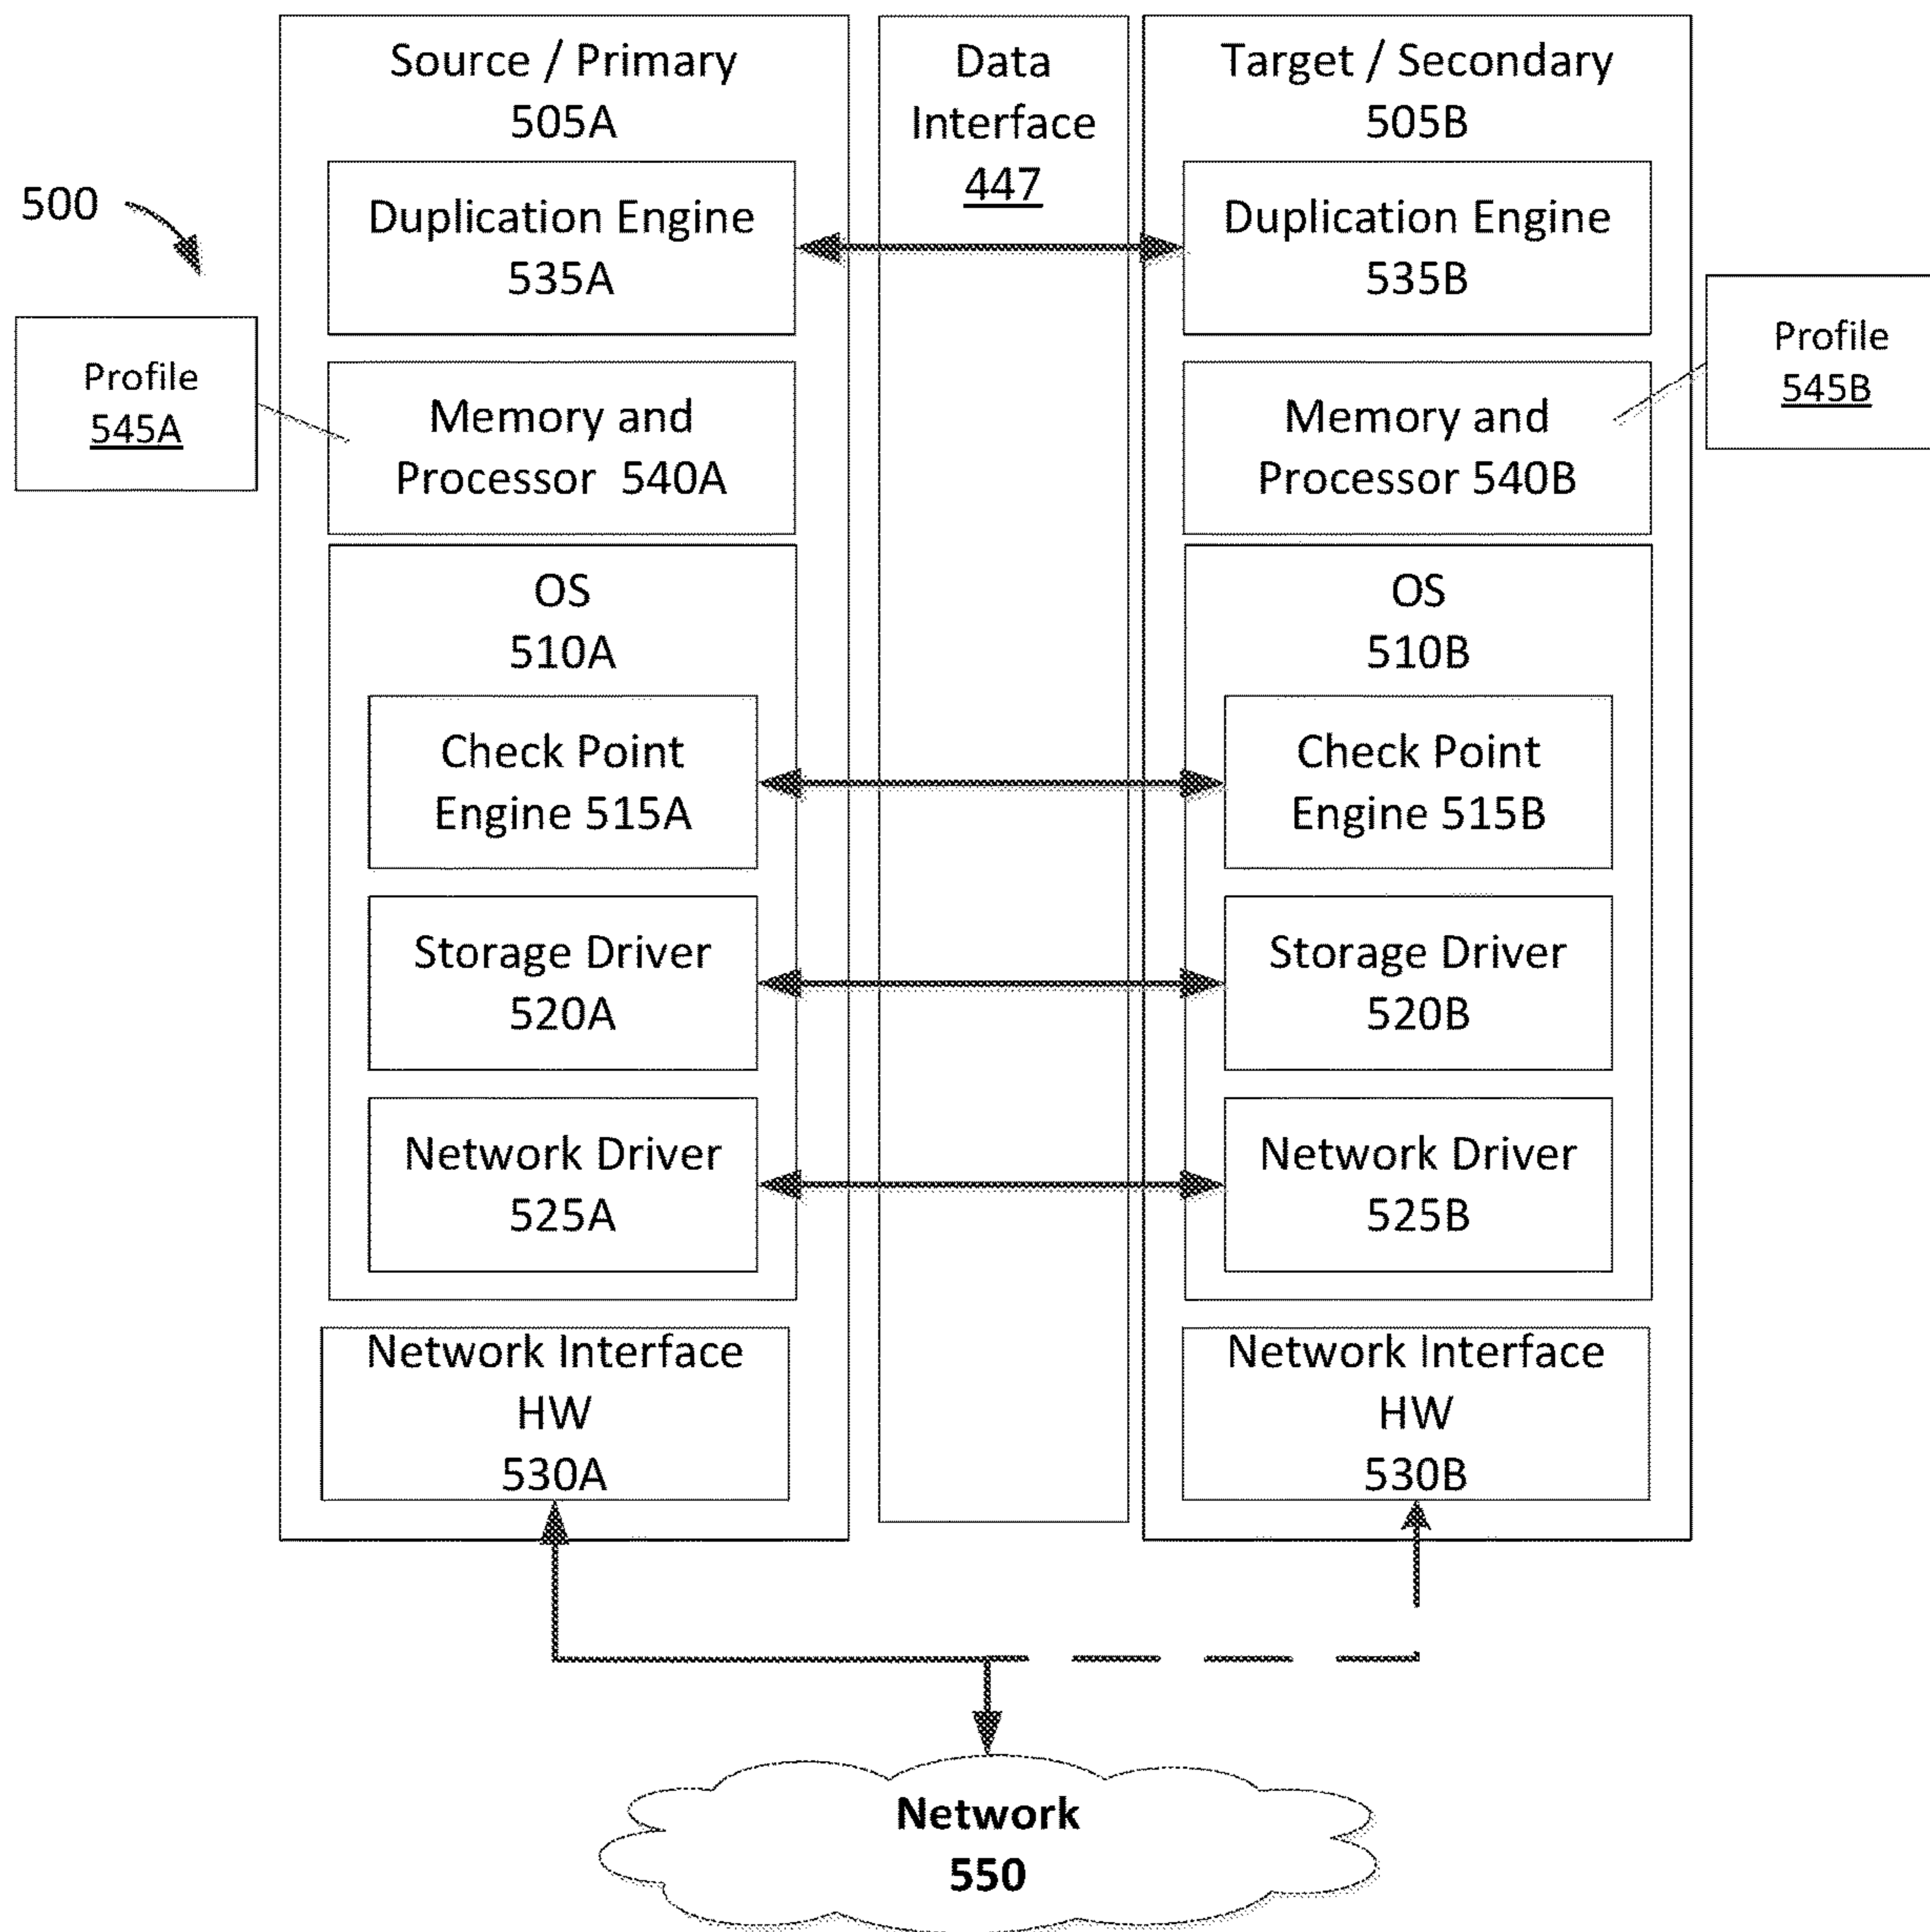 Source / Primary
505A
Data
Interface
447
Target / Secondary
505B
500
Duplication Engine
535A
Duplication Engine
535B
Profile
545A
Memory and
Processor 540A
Memory and
Processor 540B
Profile
545B
OS
510A
OS
510B
Check Point
Engine 515A
Check Point
Engine 515B
Storage Driver
520A
Storage Driver
520B
Network Driver
525A
Network Driver
525B
Network Interface
HW
530A
Network Interface
HW
530B
Network
550